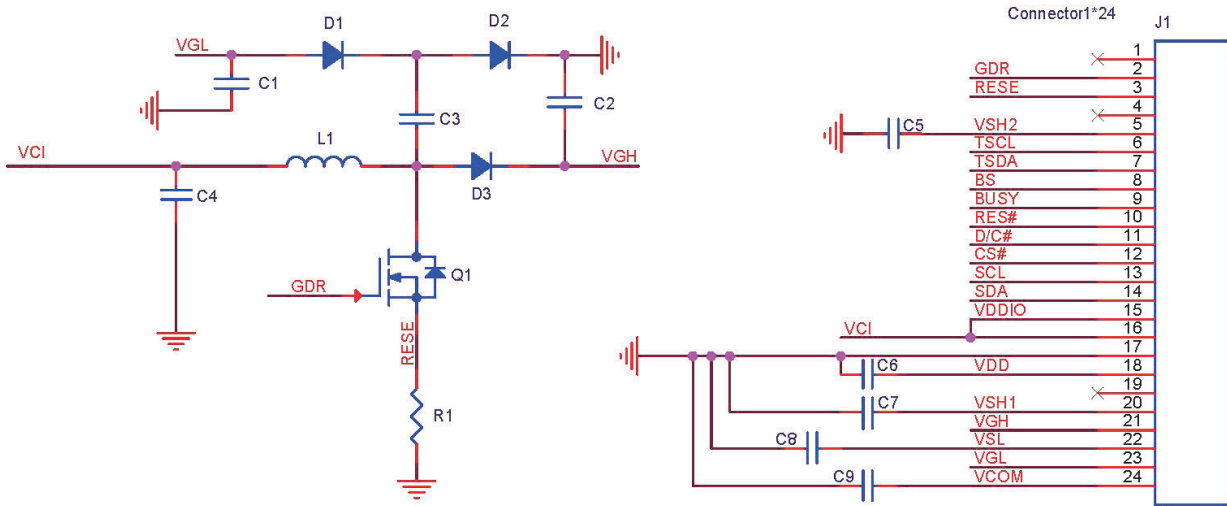 Connector1*24
J1
D1
D2
VGL
C1
C2
C3
VCI
L1
VGH
D3
C4
Q1
GDR
RESE
R1
1
GDR 2
RESE 3
4
C5 VSH2 5
TSCL 6
TSDA 7
BS 8
BUSY 9
RES# 10
D/C# 11
CS# 12
SCL 13
SDA 14
VDDIO 15
VCI 16
17
C6 VDD 18
19
C7 VSH1 20
VGH 21
C8 VSL 22
VGL 23
C9 VCOM 24